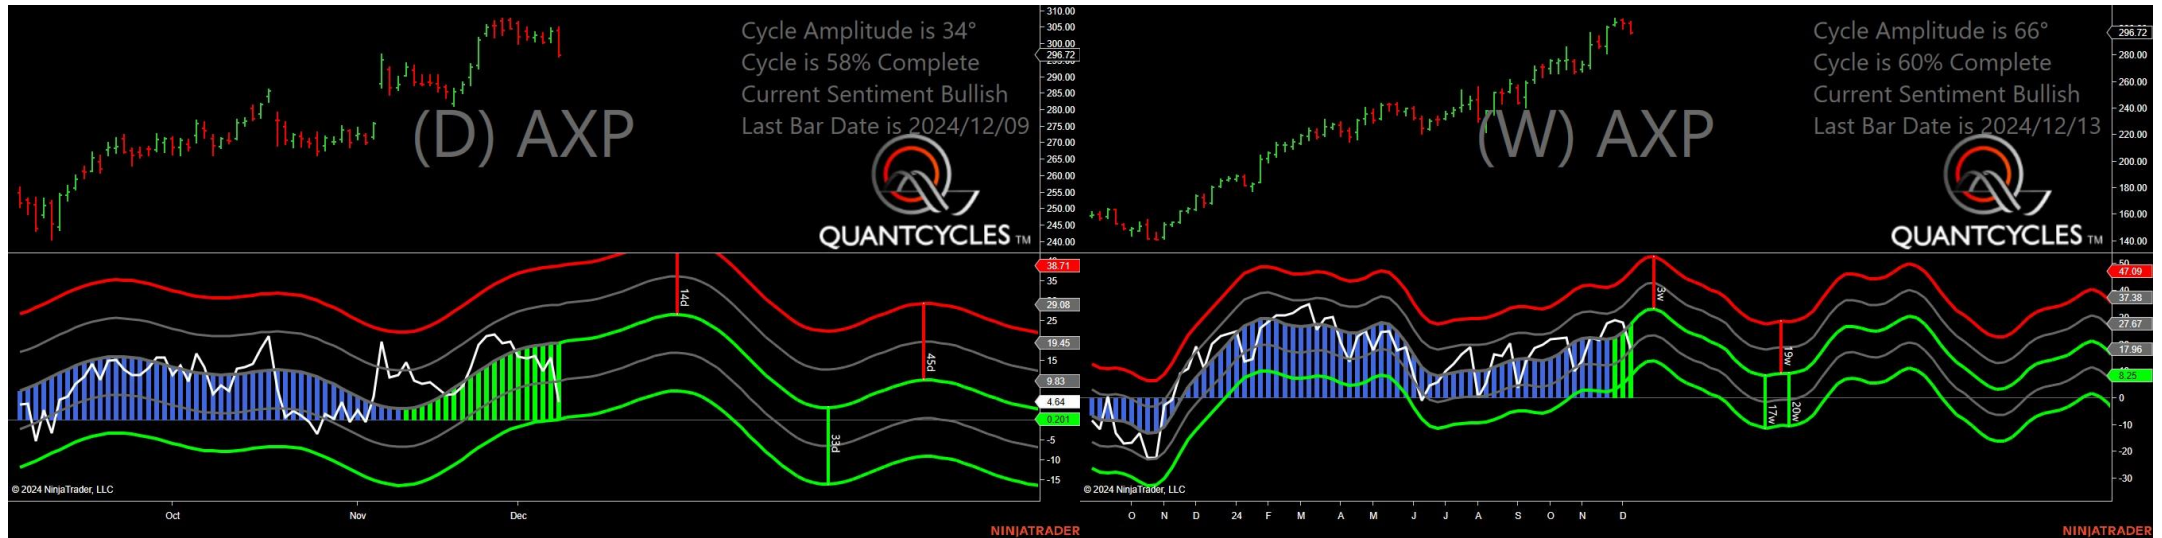 310.00
305.00
300.00
296.72
290.00
285.00
280.00
275.00
270.00
265.00
260.00
255.00
250.00
245.00
240.00
Cycle Amplitude is 34°
Cycle is 58% Complete
Current Sentiment Bullish
Last Bar Date is 2024/12/09
(D) AXP
QUANTCYCLES TM
38.71
35
29.08
25
19.45
15
9.83
4.64
0.201
-5
-10
-15
14d
33d
45d
© 2024 NinjaTrader, LLC
Oct Nov Dec
NINJATRADER
296.72
280.00
260.00
240.00
220.00
200.00
180.00
160.00
140.00
Cycle Amplitude is 66°
Cycle is 60% Complete
Current Sentiment Bullish
Last Bar Date is 2024/12/13
(W) AXP
QUANTCYCLES TM
47.09
37.38
27.67
17.96
8.25
0
-10
-20
-30
3w
19w
17w
20w
© 2024 NinjaTrader, LLC
O N D 24 F M A M J J A S O N D
NINJATRADER